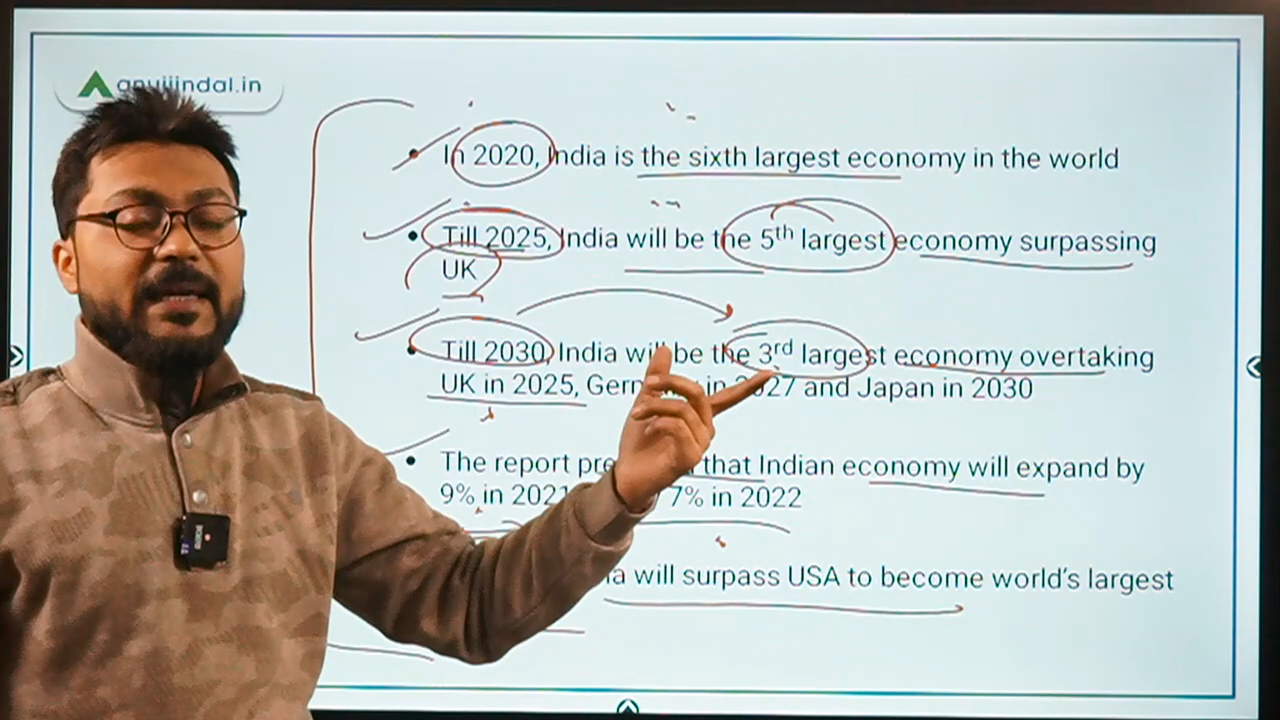 anujjindal.in
• In 2020, India is the sixth largest economy in the world
• Till 2025, India will be the 5th largest economy surpassing
UK
• Till 2030, India will be the 3rd largest economy overtaking
UK in 2025, in 2027 and Japan in 2030
• The report that Indian economy will expand by
9% in 2021 7% in 2022
will surpass USA to become world's largest